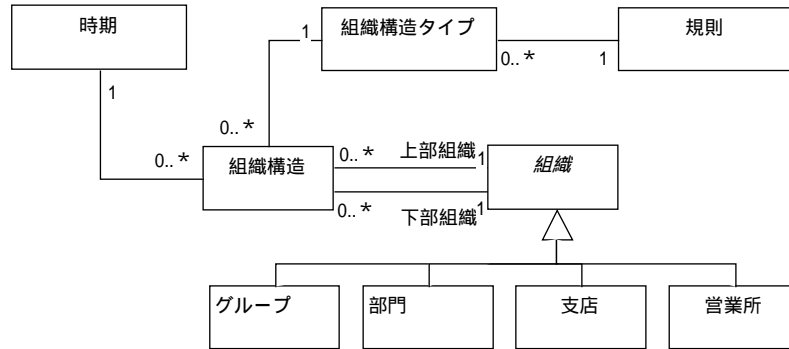 時期
組織構造タイプ
規則
1
1
0..*
1
0..*
0..*
組織構造
0..*
上部組織
1
組織
0..*
下部組織
1
グループ
部門
支店
営業所